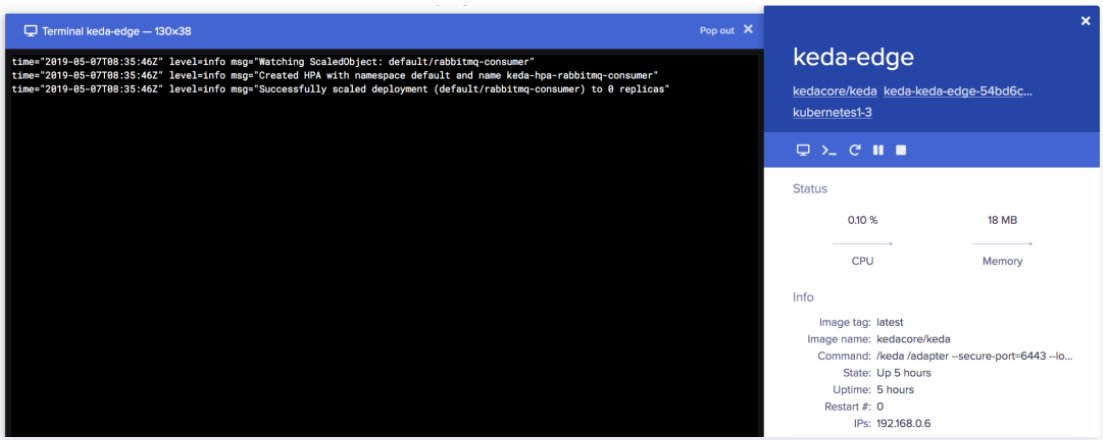 Terminal keda-edge — 130×38
Pop out ×
time="2019-05-07T08:35:46Z" level=info msg="Watching ScaledObject: default/rabbitmq-consumer"
time="2019-05-07T08:35:46Z" level=info msg="Created HPA with namespace default and name keda-hpa-rabbitmq-consumer"
time="2019-05-07T08:35:46Z" level=info msg="Successfully scaled deployment (default/rabbitmq-consumer) to 0 replicas"
keda-edge
kedacore/keda keda-keda-edge-54bd6c...
kubernetes1-3
Status
0.10 % 18 MB
CPU Memory
Info
Image tag: latest
Image name: kedacore/keda
Command: /keda /adapter --secure-port=6443 --lo...
State: Up 5 hours
Uptime: 5 hours
Restart #: 0
IPs: 192.168.0.6